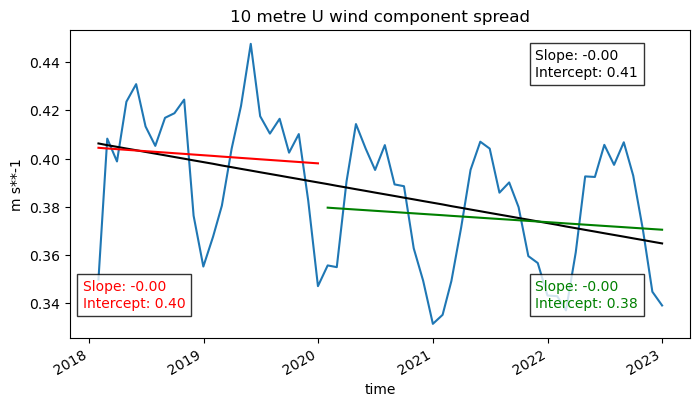 10 metre U wind component spread
m s**-1
0.44
0.42
0.40
0.38
0.36
0.34
Slope: -0.00
Intercept: 0.41
Slope: -0.00
Intercept: 0.40
Slope: -0.00
Intercept: 0.38
2018
2019
2020
2021
2022
2023
time